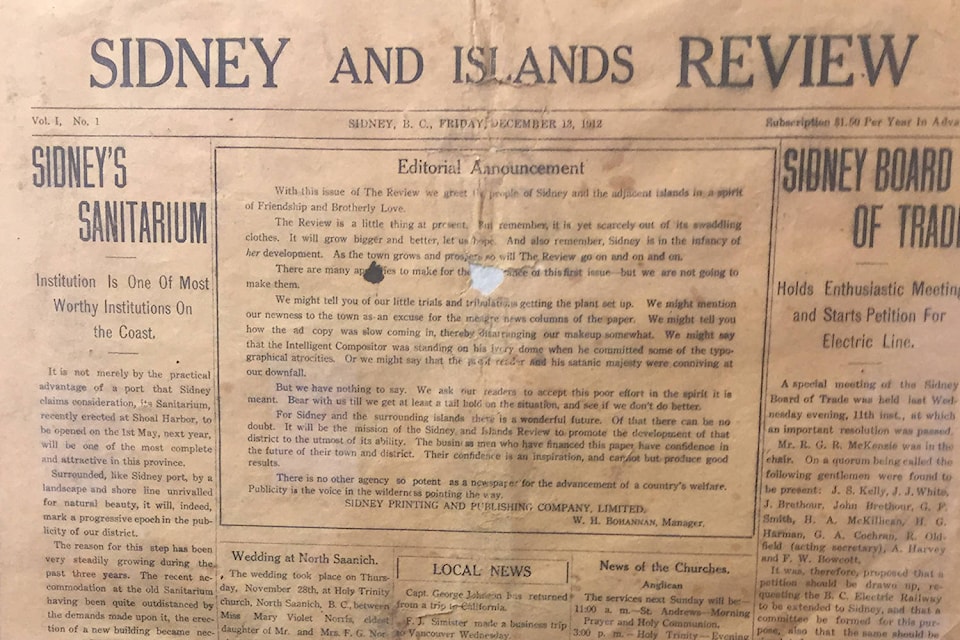 SIDNEY AND ISLANDS REVIEW
Vol. I, No. 1
SIDNEY, B. C., FRIDAY, DECEMBER 13, 1912
Subscription $1.50 Per Year In Adva
SIDNEY'S
SANITARIUM
Institution Is One Of Most
Worthy Institutions On
the Coast.
It is not merely by the practical
advantage of a port that Sidney
claims consideration, its Sanitarium,
recently erected at Shoal Harbor, to
be opened on the 1st May, next year,
will be one of the most complete
and attractive in this province.
Surrounded, like Sidney port, by a
landscape and shore line unrivalled
for natural beauty, it will, indeed,
mark a progressive epoch in the pub-
licity of our district.
The reason for this step has been
very steadily growing during the
past three years. The recent ac-
commodation at the old Sanitarium
having been quite outdistanced by
the demands made upon it, the erec-
tion of a new building became nec-
Editorial Announcement
With this issue of The Review we greet the people of Sidney and the adjacent islands in a spirit
of Friendship and Brotherly Love.
The Review is a little thing at present. But remember, it is yet scarcely out of its swaddling
clothes. It will grow bigger and better, let us hope. And also remember, Sidney is in the infancy of
her development. As the town grows and prospers so will The Review go on and on and on.
There are many to make for the of this first issue—but we are not going to
make them.
We might tell you of our little trials and tribulations getting the plant set up. We might mention
our newness to the town as an excuse for the meagre news columns of the paper. We might tell you
how the ad copy was slow coming in, thereby disarranging our makeup somewhat. We might say
that the Intelligent Compositor was standing on his ivory dome when he committed some of the typo-
graphical atrocities. Or we might say that the proof reader and his satanic majesty were conniving at
our downfall.
But we have nothing to say. We ask our readers to accept this poor effort in the spirit it is
meant. Bear with us till we get at least a tail hold on the situation, and see if we don't do better.
For Sidney and the surrounding islands there is a wonderful future. Of that there can be no
doubt. It will be the mission of the Sidney and Islands Review to promote the development of that
district to the utmost of its ability. The business men who have financed this paper have confidence in
the future of their town and district. Their confidence is an inspiration, and cannot but produce good
results.
There is no other agency so potent as a newspaper for the advancement of a country's welfare.
Publicity is the voice in the wilderness pointing the way.
SIDNEY PRINTING AND PUBLISHING COMPANY, LIMITED.
W. H. BOHANNAN, Manager.
Wedding at North Saanich.
The wedding took place on Thurs-
day, November 28th, at Holy Trinity
church, North Saanich, B. C., between
Miss Mary Violet Norris, eldest
daughter of Mr. and Mrs. F. G. Nor-
LOCAL NEWS
Capt. George Johnson has returned
from a trip to California.
F. J. Simister made a business trip
to Vancouver Wednesday.
News of the Churches.
Anglican
The services next Sunday will be—
11:00 a. m.—St. Andrews—Morning
Prayer and Holy Communion.
3:00 p. m.—Holy Trinity—Evening
SIDNEY BOARD
OF TRADE
Holds Enthusiastic Meeting
and Starts Petition For
Electric Line.
A special meeting of the Sidney
Board of Trade was held last Wed-
nesday evening, 11th inst., at which
an important resolution was passed.
Mr. R. G. R. McKenzie was in the
chair. On a quorum being called the
following gentlemen were found to
be present: J. S. Kelly, J. J. White,
J. Brethour, John Brethour, G. F.
Smith, H. A. McKillican, H. G.
Harman, G. A. Cochran, R. Old-
field (acting secretary), A. Harvey
and F. W. Bowcott.
It was, therefore, proposed that a
petition should be drawn up, re-
questing the B. C. Electric Railway
to be extended to Sidney, and that a
committee be formed for this pur-
pose, also that the same should be